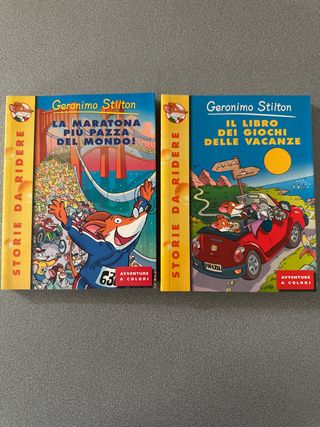 STORIE DA RIDERE
Geronimo Stilton
LA MARATONA
PIÙ PAZZA
DEL MONDO!
AVVENTURE
A COLORI
STORIE DA RIDERE
Geronimo Stilton
IL LIBRO
DEI GIOCHI
DELLE VACANZE
AVVENTURE
A COLORI